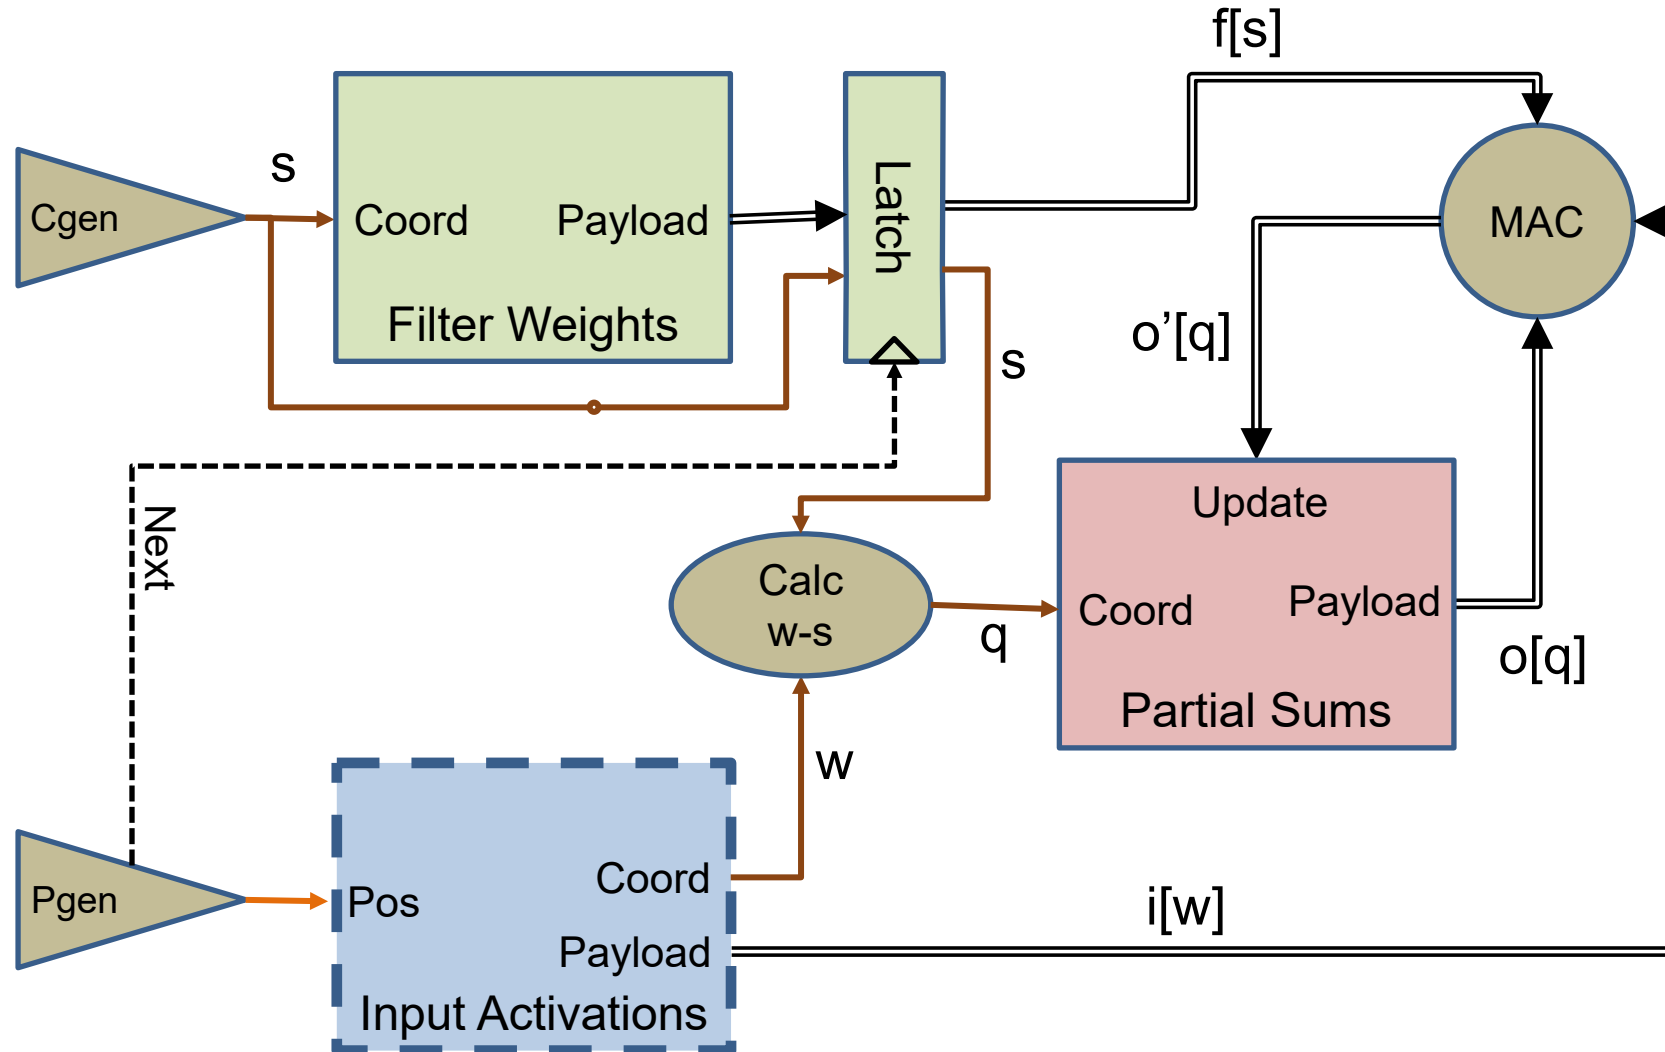 f[s]
s
Cgen
Coord
Payload
Latch
MAC
Filter Weights
o’[q]
s
Next
Update
Calc
w-s
Coord
Payload
q
o[q]
Partial Sums
w
Coord
Pgen
Pos
i[w]
Payload
Input Activations